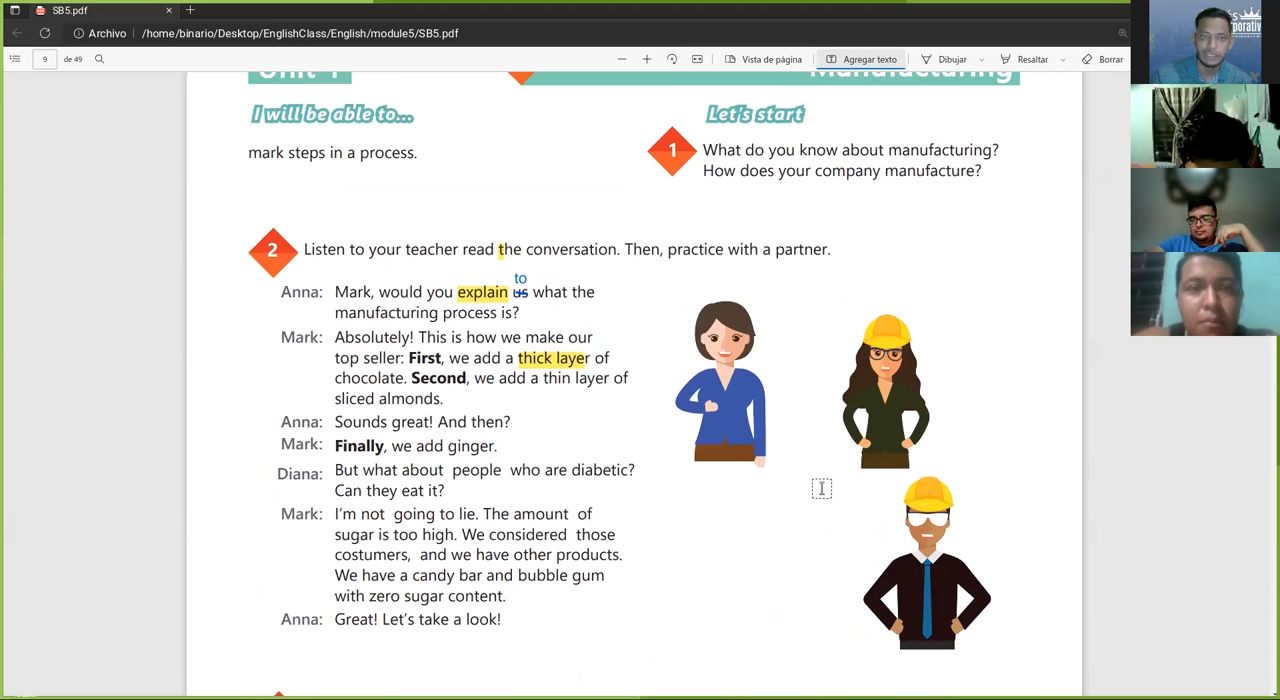 SB5.pdf
Archivo /home/binario/Desktop/EnglishClass/English/module5/SB5.pdf
9 de 49 Vista de página Agregar texto Dibujar Resaltar Borrar
Manufacturing
I will be able to...
Let's start
mark steps in a process.
1 What do you know about manufacturing?
How does your company manufacture?
2 Listen to your teacher read the conversation. Then, practice with a partner.
to
Anna: Mark, would you explain us what the
manufacturing process is?
Mark: Absolutely! This is how we make our
top seller: First, we add a thick layer of
chocolate. Second, we add a thin layer of
sliced almonds.
Anna: Sounds great! And then?
Mark: Finally, we add ginger.
Diana: But what about people who are diabetic?
Can they eat it?
Mark: I'm not going to lie. The amount of
sugar is too high. We considered those
costumers, and we have other products.
We have a candy bar and bubble gum
with zero sugar content.
Anna: Great! Let's take a look!